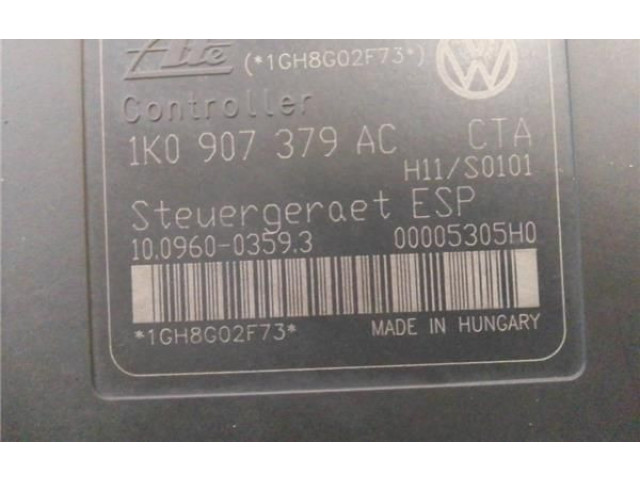 Ate (*1GH8G02F73*) VW
Controller
1K0 907 379 AC CTA
H11/S0101
Steuergeraet ESP
10.0960-0359.3 00005305H0
*1GH8G02F73* MADE IN HUNGARY